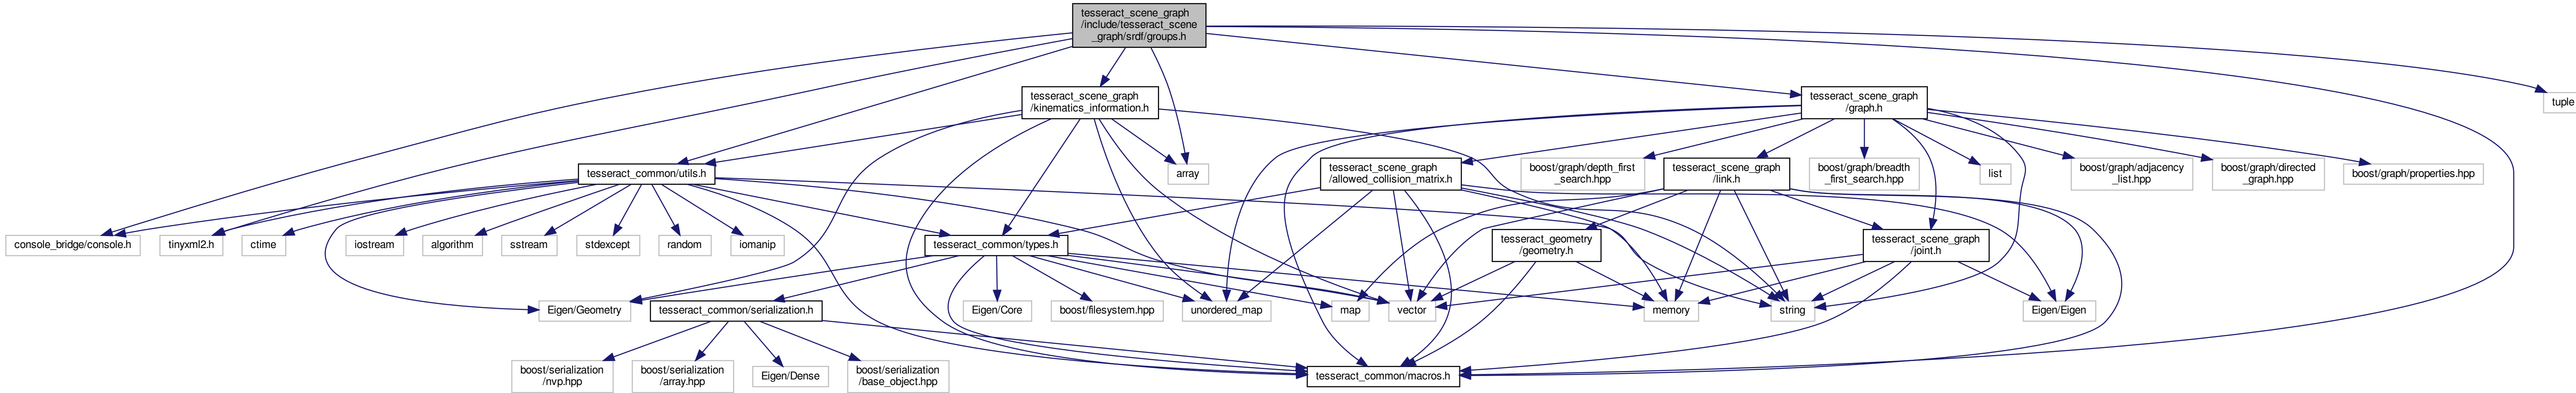 tesseract_scene_graph
/include/tesseract_scene
_graph/srdf/groups.h
tesseract_scene_graph
/kinematics_information.h
tesseract_scene_graph
/graph.h
tuple
tesseract_common/utils.h
array
tesseract_scene_graph
/allowed_collision_matrix.h
boost/graph/depth_first
_search.hpp
tesseract_scene_graph
/link.h
boost/graph/breadth
_first_search.hpp
list
boost/graph/adjacency
_list.hpp
boost/graph/directed
_graph.hpp
boost/graph/properties.hpp
console_bridge/console.h
tinyxml2.h
ctime
iostream
algorithm
sstream
stdexcept
random
iomanip
tesseract_common/types.h
tesseract_geometry
/geometry.h
tesseract_scene_graph
/joint.h
Eigen/Geometry
tesseract_common/serialization.h
Eigen/Core
boost/filesystem.hpp
unordered_map
map
vector
memory
string
Eigen/Eigen
boost/serialization
/nvp.hpp
boost/serialization
/array.hpp
Eigen/Dense
boost/serialization
/base_object.hpp
tesseract_common/macros.h